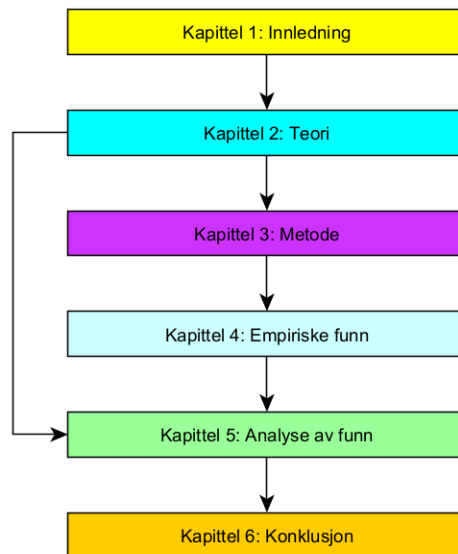 Kapittel 1: Innledning
Kapittel 2: Teori
Kapittel 3: Metode
Kapittel 4: Empiriske funn
Kapittel 5: Analyse av funn
Kapittel 6: Konklusjon